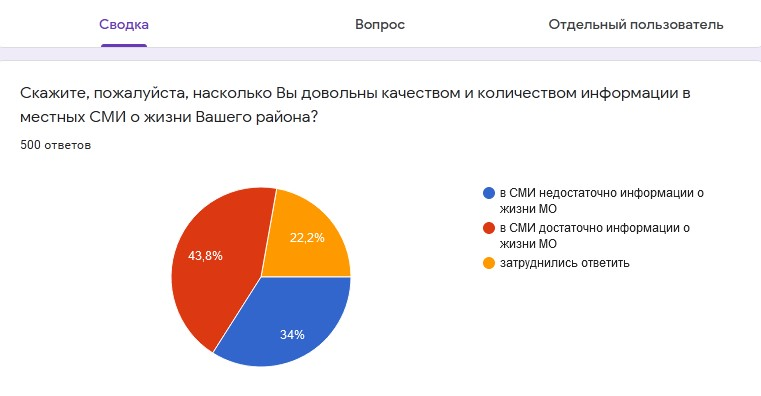 Сводка
Вопрос
Отдельный пользователь
Скажите, пожалуйста, насколько Вы довольны качеством и количеством информации в
местных СМИ о жизни Вашего района?
500 ответов
22,2%
43,8%
34%
в СМИ недостаточно информации о
жизни МО
в СМИ достаточно информации о
жизни МО
затруднились ответить